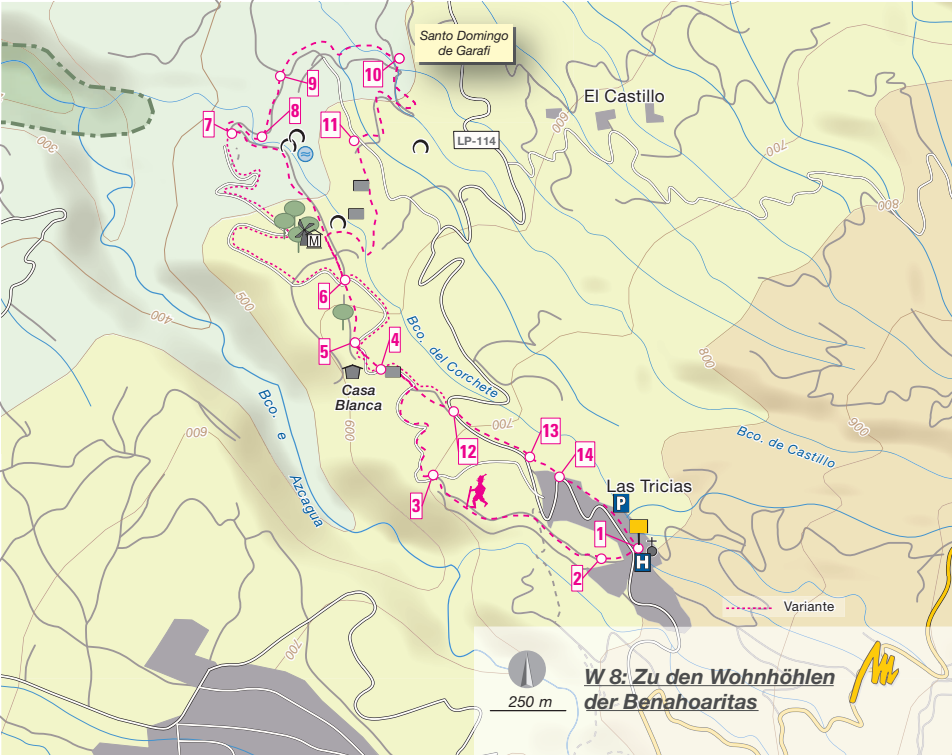 Santo Domingo
de Garafí
10
9
8
7
11
El Castillo
600
LP-114
700
300
800
M
6
500
400
Bco. del Corchete
5
4
800
Casa
Blanca
Bco. e
Azcagua
600
600
700
900
Bco. de Castillo
12
13
14
3
Las Tricias
P
1
H
2
Variante
700
250 m
W 8: Zu den Wohnhöhlen
der Benahoaritas